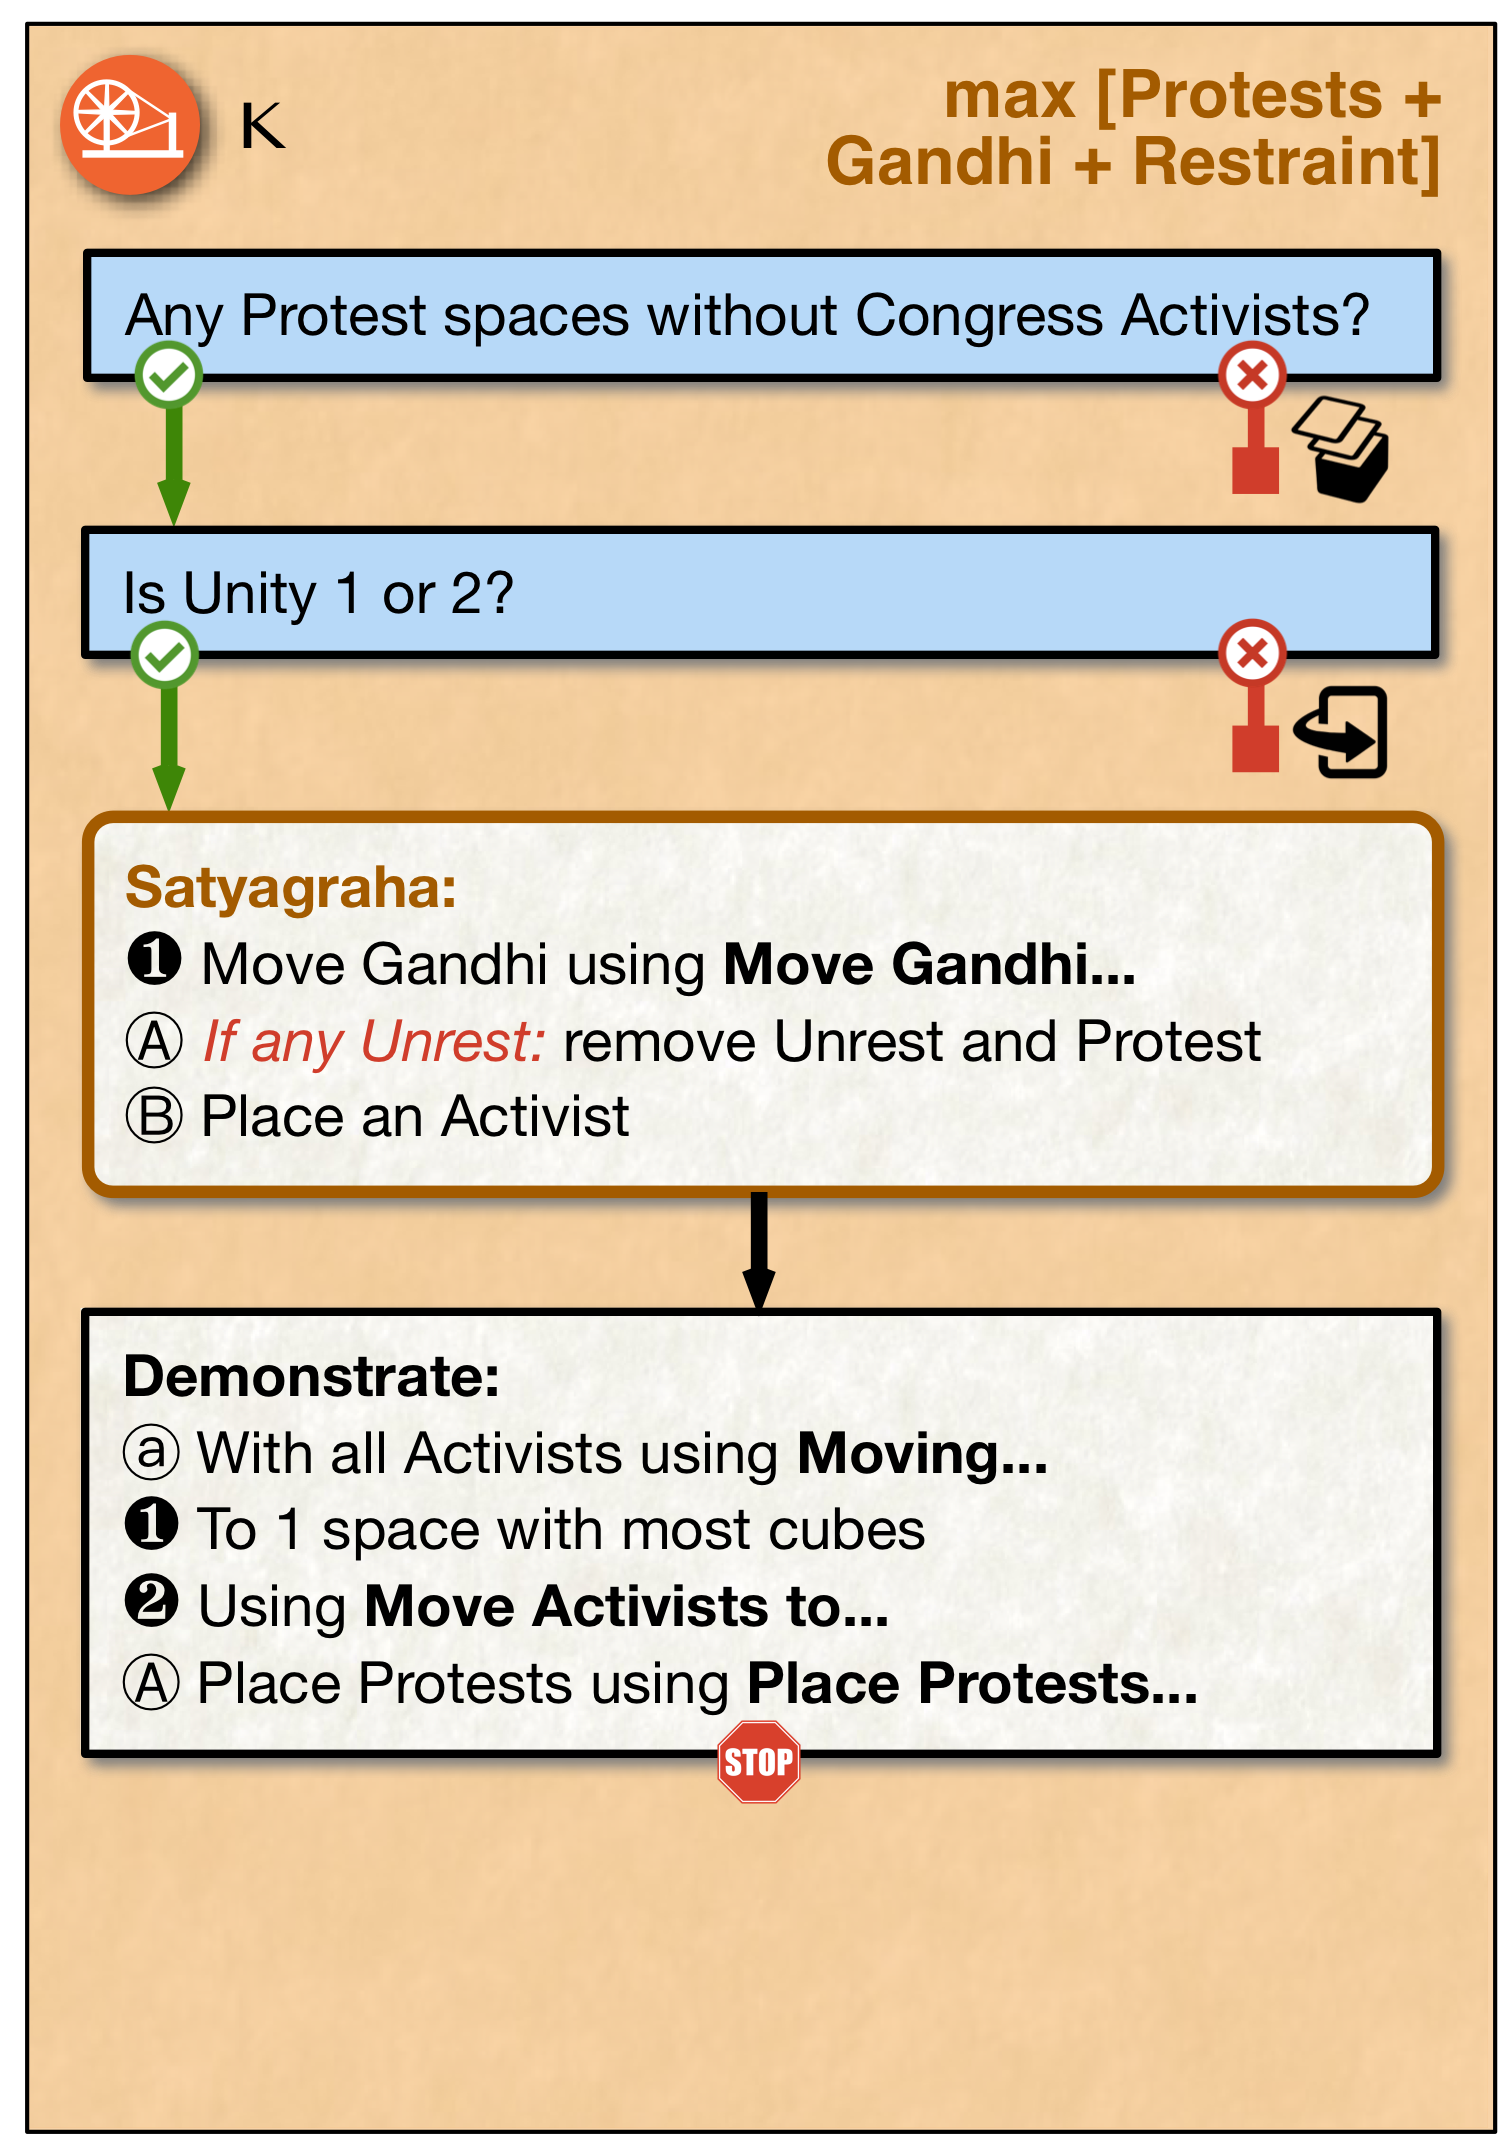 K
max [Protests +
Gandhi + Restraint]
Any Protest spaces without Congress Activists?
Is Unity 1 or 2?
Satyagraha:
❶ Move Gandhi using Move Gandhi...
Ⓐ If any Unrest: remove Unrest and Protest
Ⓑ Place an Activist
Demonstrate:
ⓐ With all Activists using Moving...
❶ To 1 space with most cubes
❷ Using Move Activists to...
Ⓐ Place Protests using Place Protests...
STOP